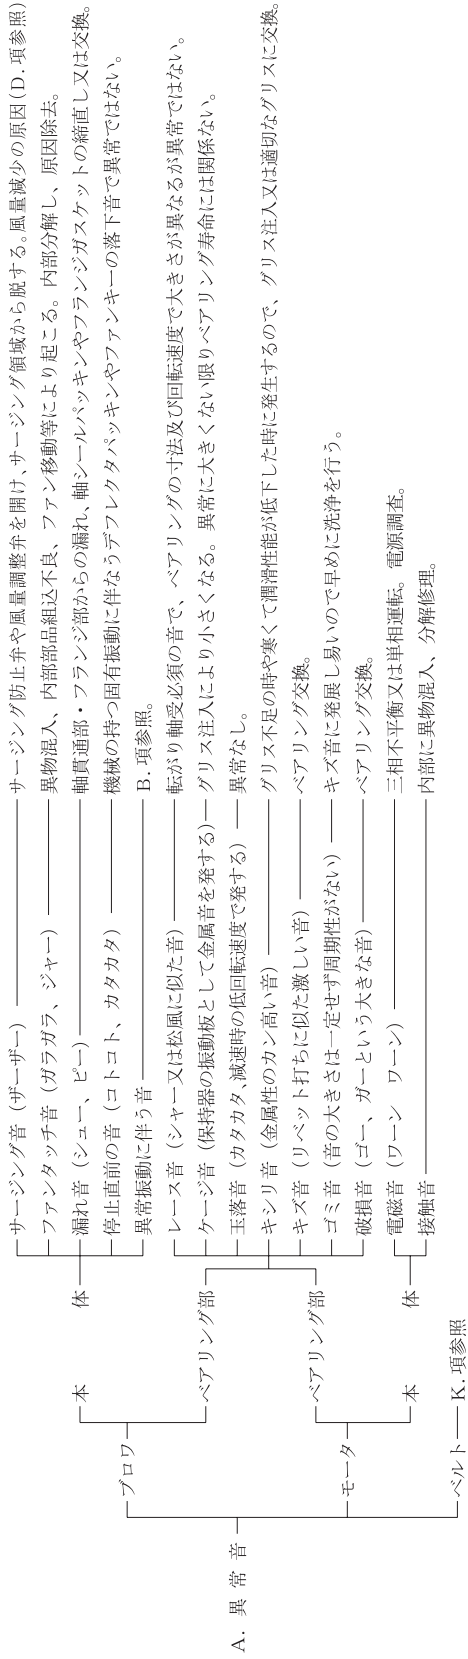 A. 異常音
ブロワ
本体
サージング音（ザーザー） サージング防止弁や風量調整弁を開け、サージング領域から脱する。風量減少の原因(D. 項参照)
ファンタッチ音（ガラガラ、ジャー） 異物混入、内部部品組込不良、ファン移動等により起こる。内部分解し、原因除去。
漏れ音（シュー、ピー） 軸貫通部・フランジ部からの漏れ、軸シールパッキンやフランジガスケットの締直し又は交換。
停止直前の音（コトコト、カタカタ） 機械の持つ固有振動に伴なうデフレクタパッキンやファンキーの落下音で異常ではない。
異常振動に伴う音 B. 項参照。
ベアリング部
モータ
ベアリング部
レース音（シャー又は松風に似た音） 転がり軸受必須の音で、ベアリングの寸法及び回転速度で大きさが異なるが異常ではない。
ケージ音（保持器の振動板として金属音を発する） グリス注入により小さくなる。異常に大きくない限りベアリング寿命には関係ない。
玉落音（カタカタ、減速時の低回転速度で発する） 異常なし。
キシリ音（金属性のカン高い音） グリス不足の時や寒くて潤滑性能が低下した時に発生するので、グリス注入又は適切なグリスに交換。
キズ音（リベット打ちに似た激しい音） ベアリング交換。
ゴミ音（音の大きさは一定せず周期性がない） キズ音に発展し易いので早めに洗浄を行う。
破損音（ゴー、ガーという大きな音） ベアリング交換。
本体
電磁音（ワーン ワーン） 三相不平衡又は単相運転。電源調査。
接触音 内部に異物混入、分解修理。
ベルト K. 項参照